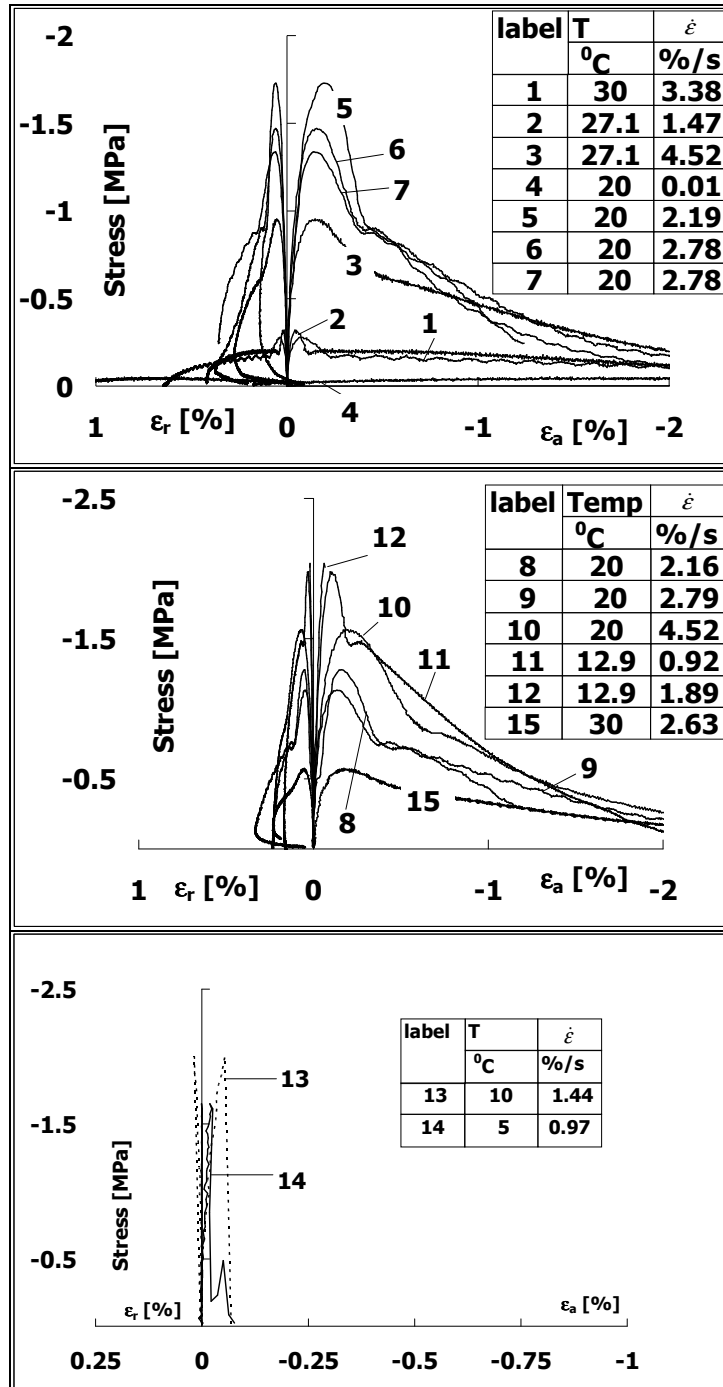 -2
-1.5
-1
-0.5
0
Stress [MPa]
label T ε̇
⁰C %/s
1 30 3.38
2 27.1 1.47
3 27.1 4.52
4 20 0.01
5 20 2.19
6 20 2.78
7 20 2.78
5
6
7
3
2
1
4
1 εr [%] 0 -1 εa [%] -2
-2.5
-1.5
-0.5
Stress [MPa]
label Temp ε̇
⁰C %/s
8 20 2.16
9 20 2.79
10 20 4.52
11 12.9 0.92
12 12.9 1.89
15 30 2.63
12
10
11
9
15
8
1 εr [%] 0 -1 εa [%] -2
-2.5
-1.5
-0.5
Stress [MPa]
label T ε̇
⁰C %/s
13 10 1.44
14 5 0.97
13
14
εr [%] εa [%]
0.25 0 -0.25 -0.5 -0.75 -1